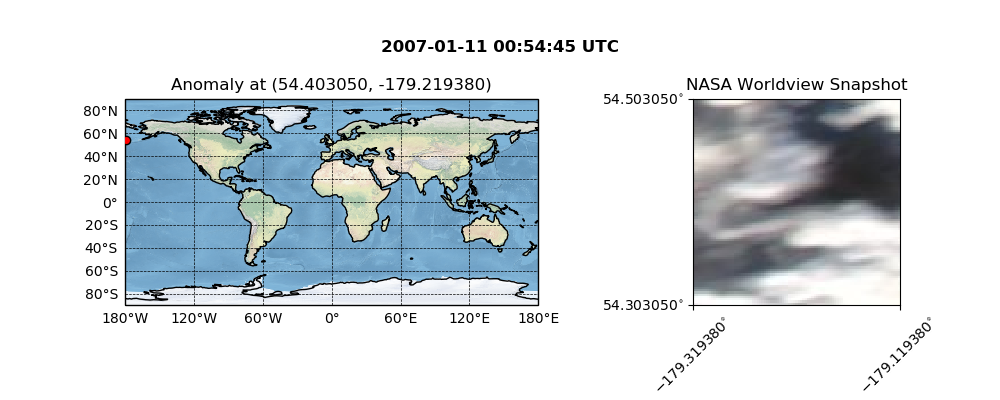 2007-01-11 00:54:45 UTC
Anomaly at (54.403050, -179.219380)
80°N
60°N
40°N
20°N
0°
20°S
40°S
60°S
80°S
180°W 120°W 60°W 0° 60°E 120°E 180°E
NASA Worldview Snapshot
54.503050°
54.303050°
−179.319380°
−179.119380°